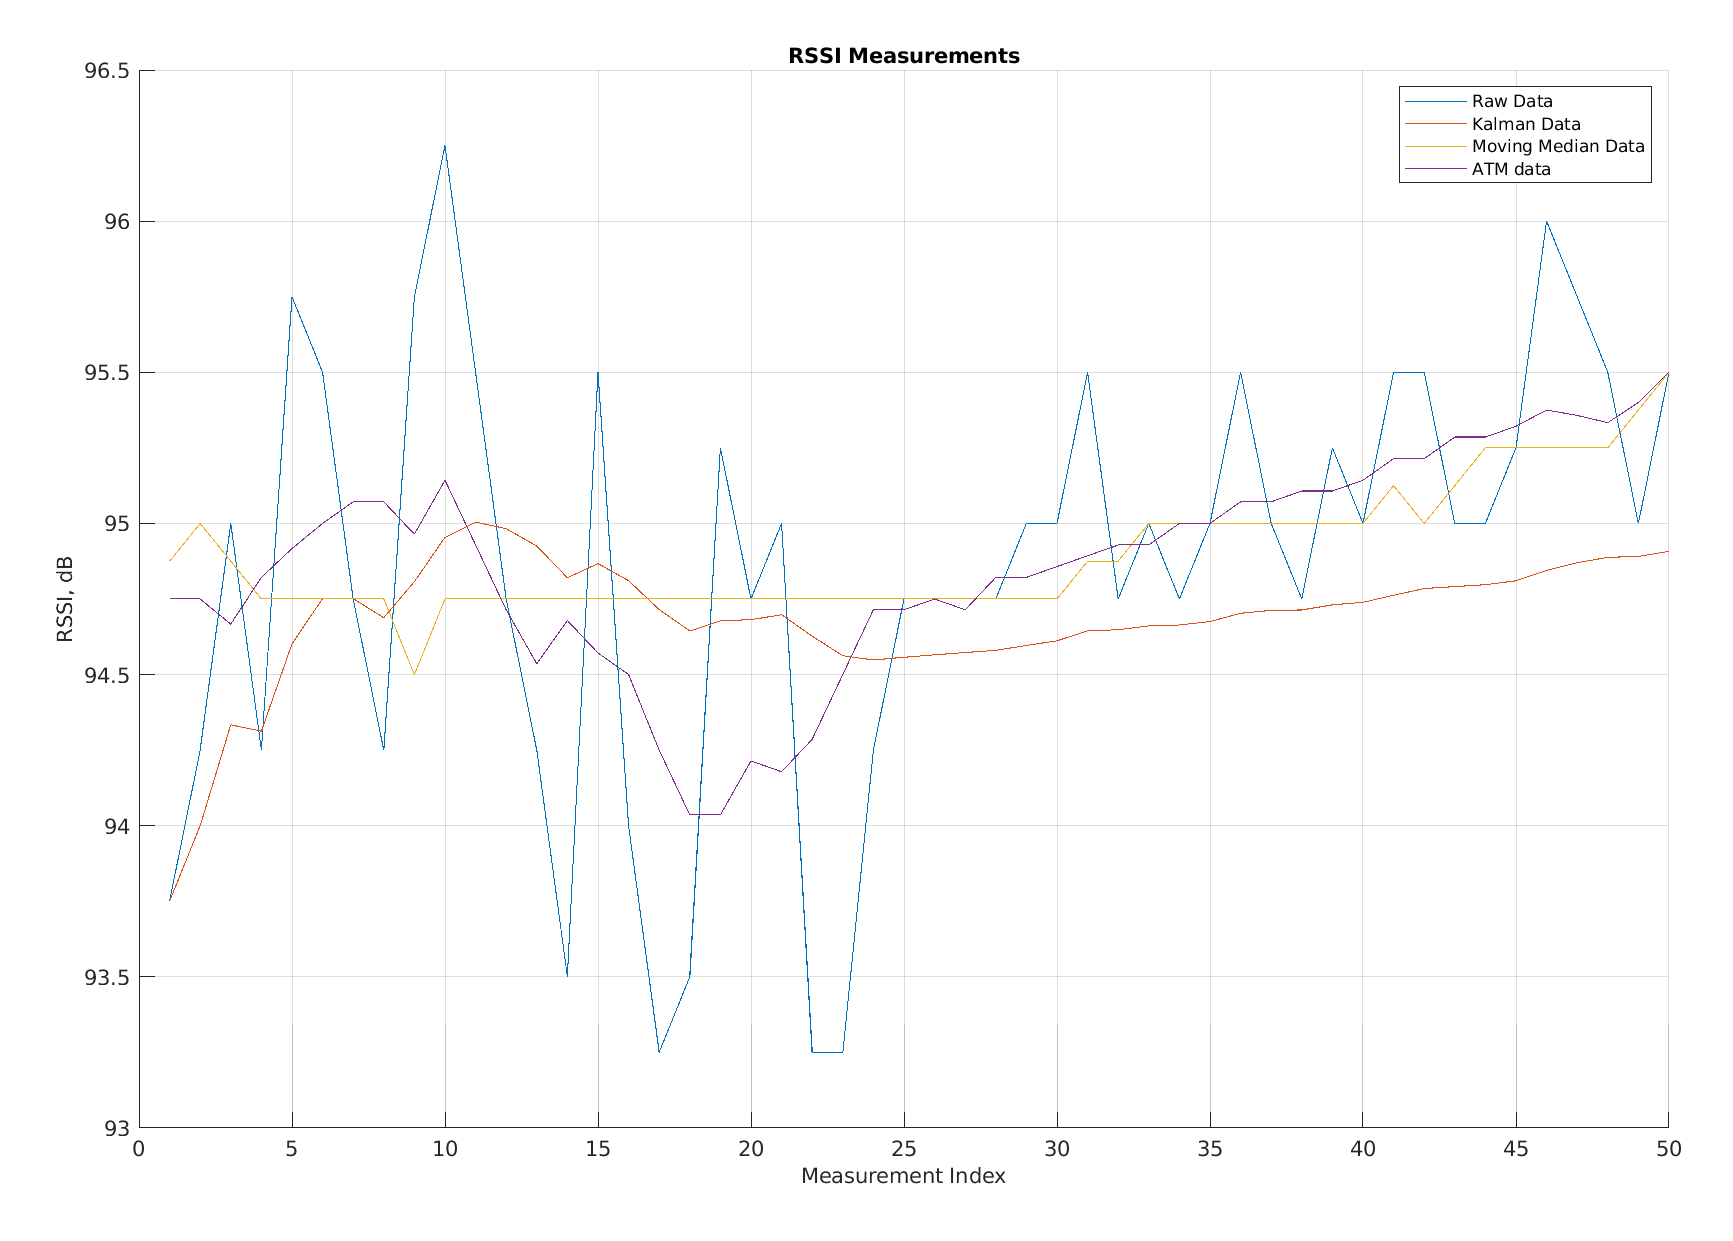 RSSI Measurements
96.5
96
95.5
95
94.5
94
93.5
93
RSSI, dB
0 5 10 15 20 25 30 35 40 45 50
Measurement Index
Raw Data
Kalman Data
Moving Median Data
ATM data